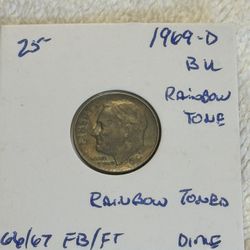 25-
1969-D
BU
RAINBOW
TONE
RAINBOW TONED
66/67 FB/FT DIME